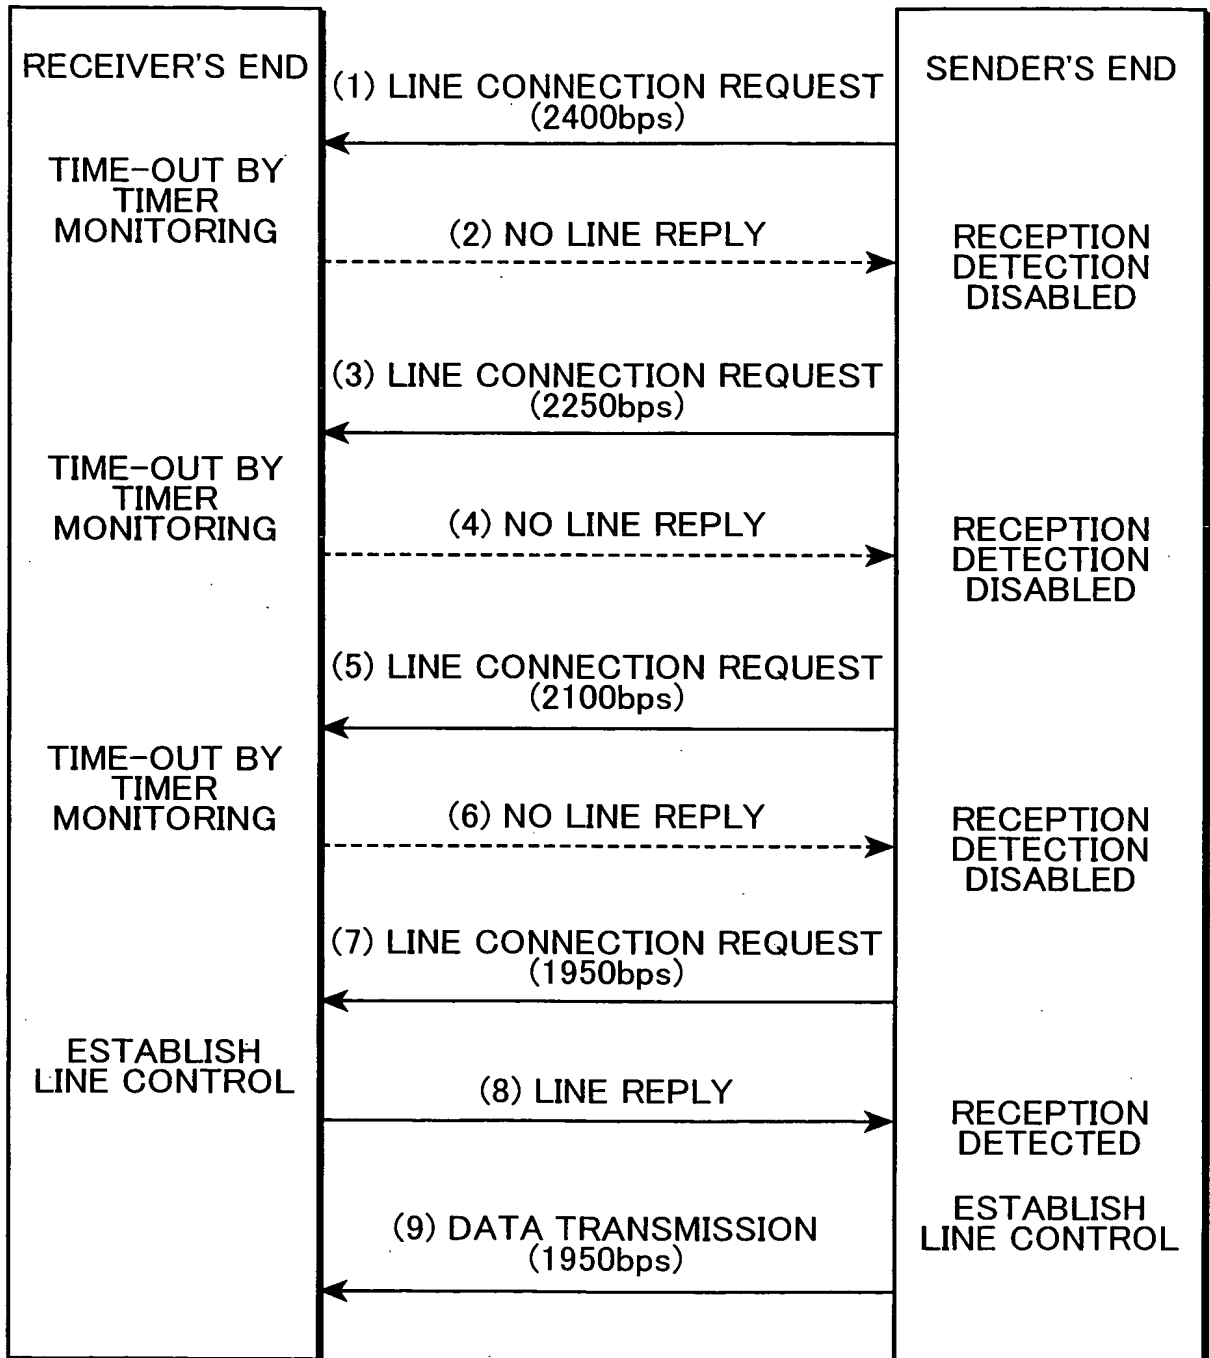 RECEIVER'S END
SENDER'S END
(1) LINE CONNECTION REQUEST
(2400bps)
TIME-OUT BY
TIMER
MONITORING
(2) NO LINE REPLY
RECEPTION
DETECTION
DISABLED
(3) LINE CONNECTION REQUEST
(2250bps)
TIME-OUT BY
TIMER
MONITORING
(4) NO LINE REPLY
RECEPTION
DETECTION
DISABLED
(5) LINE CONNECTION REQUEST
(2100bps)
TIME-OUT BY
TIMER
MONITORING
(6) NO LINE REPLY
RECEPTION
DETECTION
DISABLED
(7) LINE CONNECTION REQUEST
(1950bps)
ESTABLISH
LINE CONTROL
(8) LINE REPLY
RECEPTION
DETECTED
ESTABLISH
LINE CONTROL
(9) DATA TRANSMISSION
(1950bps)